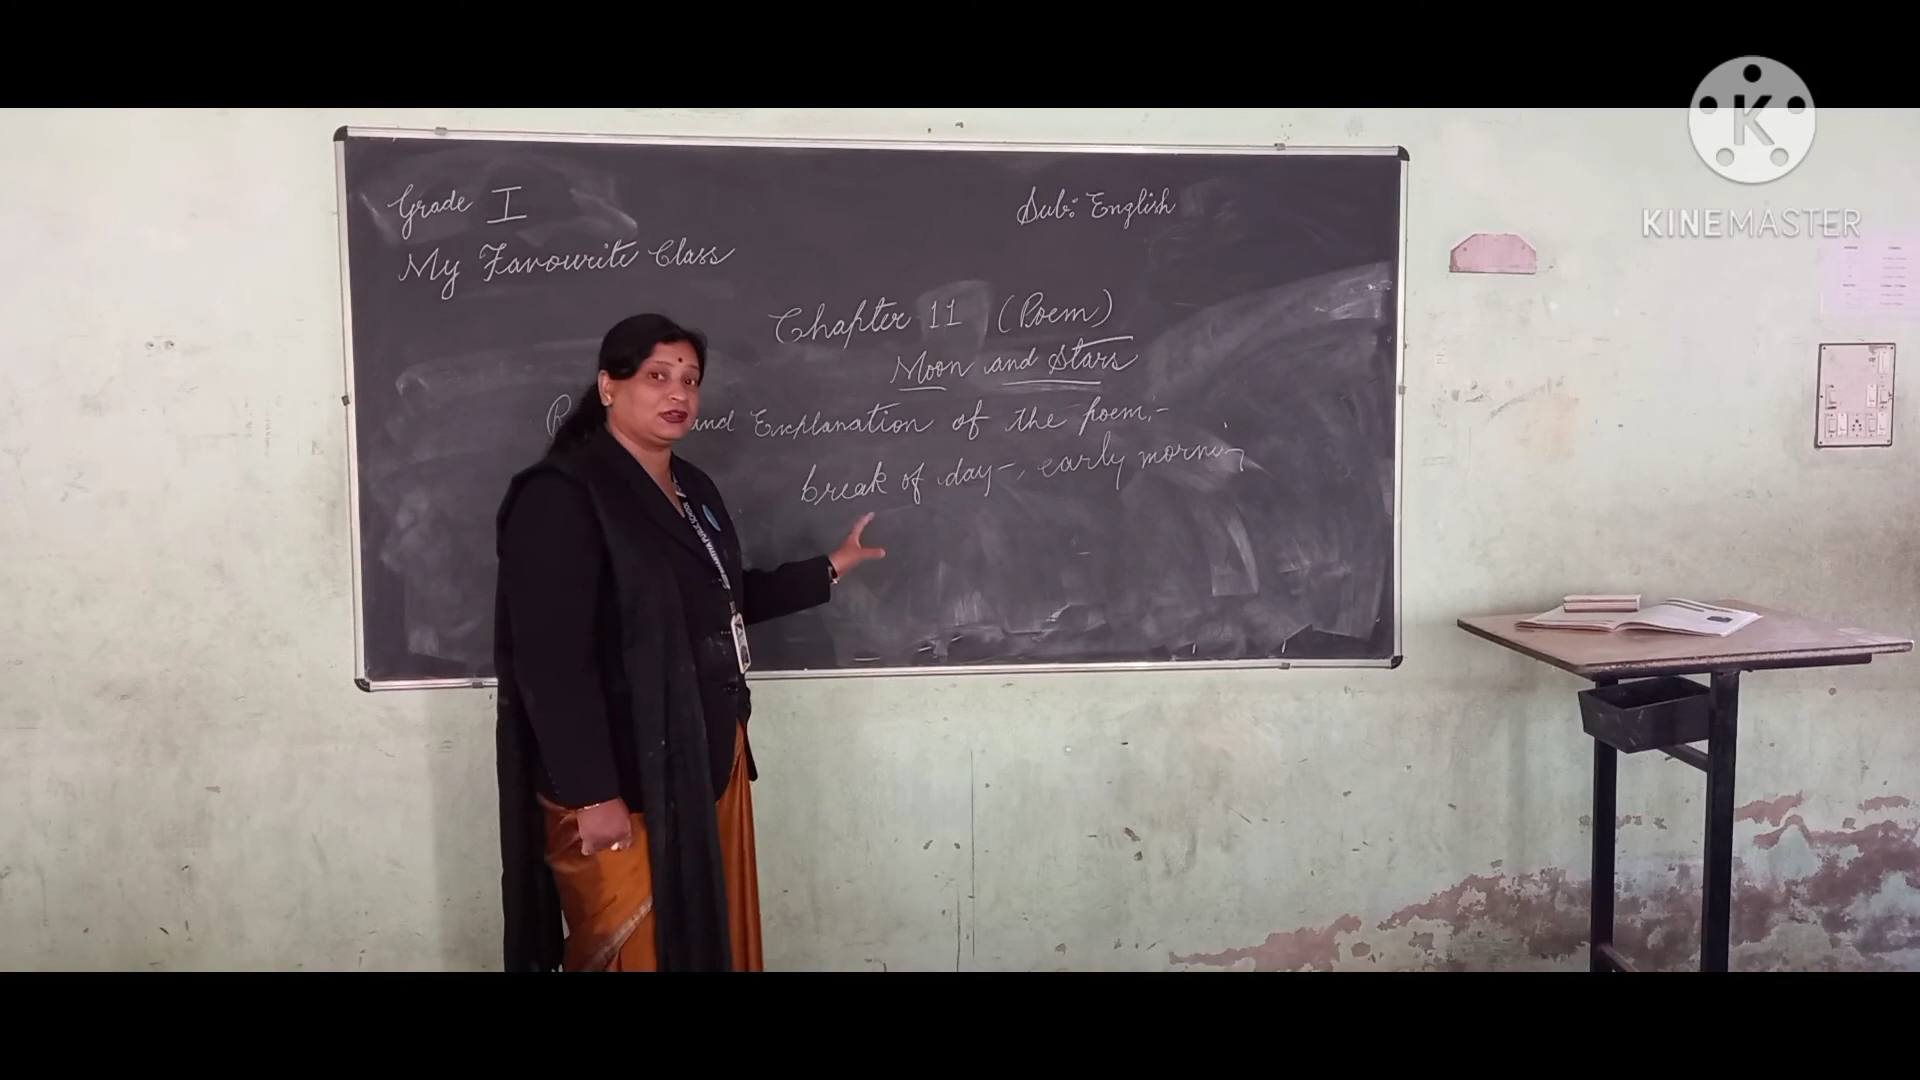 Grade I
Sub: English
My Favourite Class
Chapter 11 (Poem)
Moon and Stars
and Explanation of the poem:-
break of day -, early morning
KINEMASTER